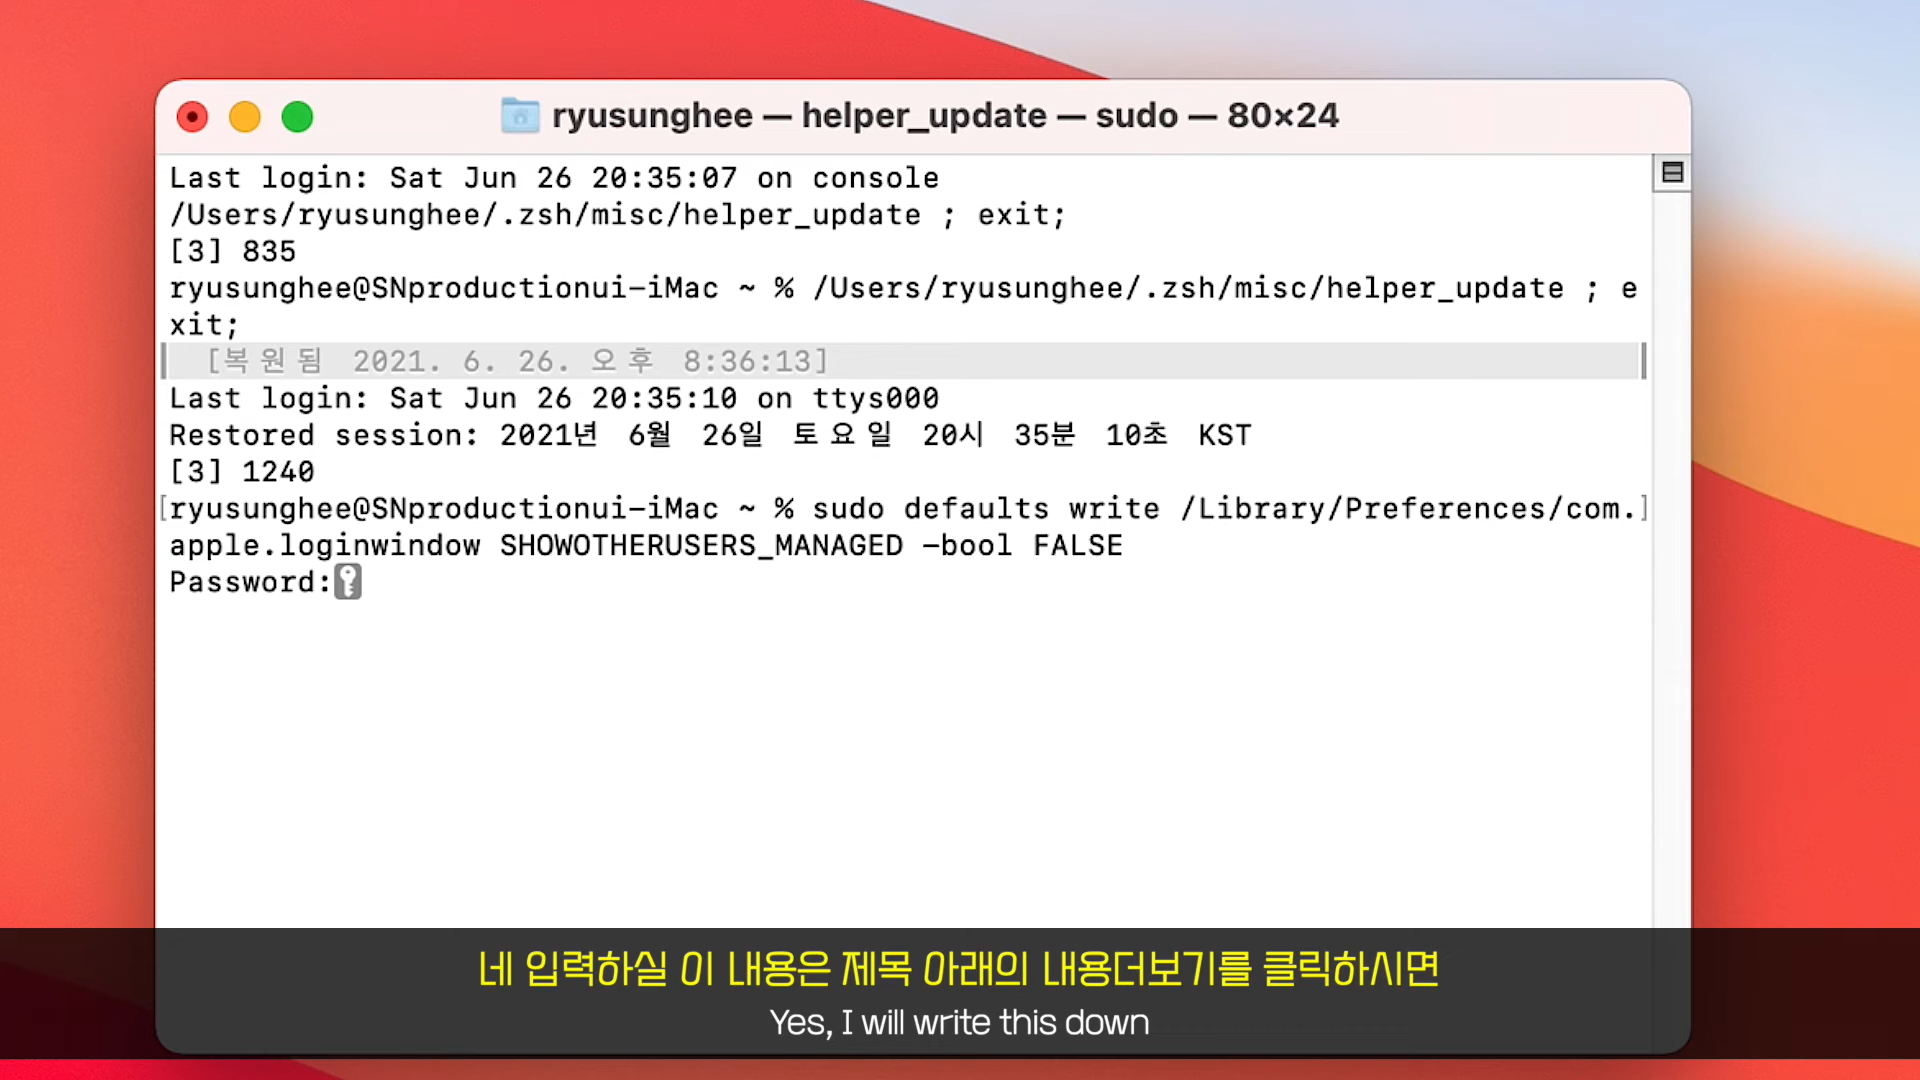 ryusunghee — helper_update — sudo — 80×24
Last login: Sat Jun 26 20:35:07 on console
/Users/ryusunghee/.zsh/misc/helper_update ; exit;
[3] 835
ryusunghee@SNproductionui-iMac ~ % /Users/ryusunghee/.zsh/misc/helper_update ; e
xit;
[복원됨 2021. 6. 26. 오후 8:36:13]
Last login: Sat Jun 26 20:35:10 on ttys000
Restored session: 2021년 6월 26일 토요일 20시 35분 10초 KST
[3] 1240
[ryusunghee@SNproductionui-iMac ~ % sudo defaults write /Library/Preferences/com.]
apple.loginwindow SHOWOTHERUSERS_MANAGED -bool FALSE
Password:
네 입력하실 이 내용은 제목 아래의 내용더보기를 클릭하시면
Yes, I will write this down